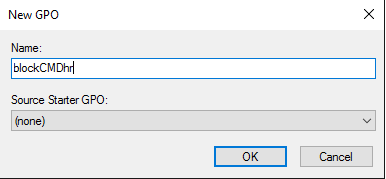 New GPO
Name:
blockCMDhr
Source Starter GPO:
(none)
OK Cancel